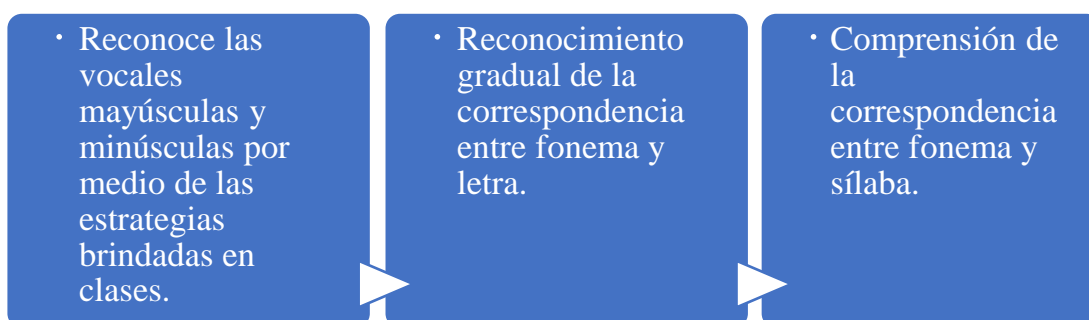 · Reconoce las
vocales
mayúsculas y
minúsculas por
medio de las
estrategias
brindadas en
clases.
· Reconocimiento
gradual de la
correspondencia
entre fonema y
letra.
· Comprensión de
la
correspondencia
entre fonema y
sílaba.